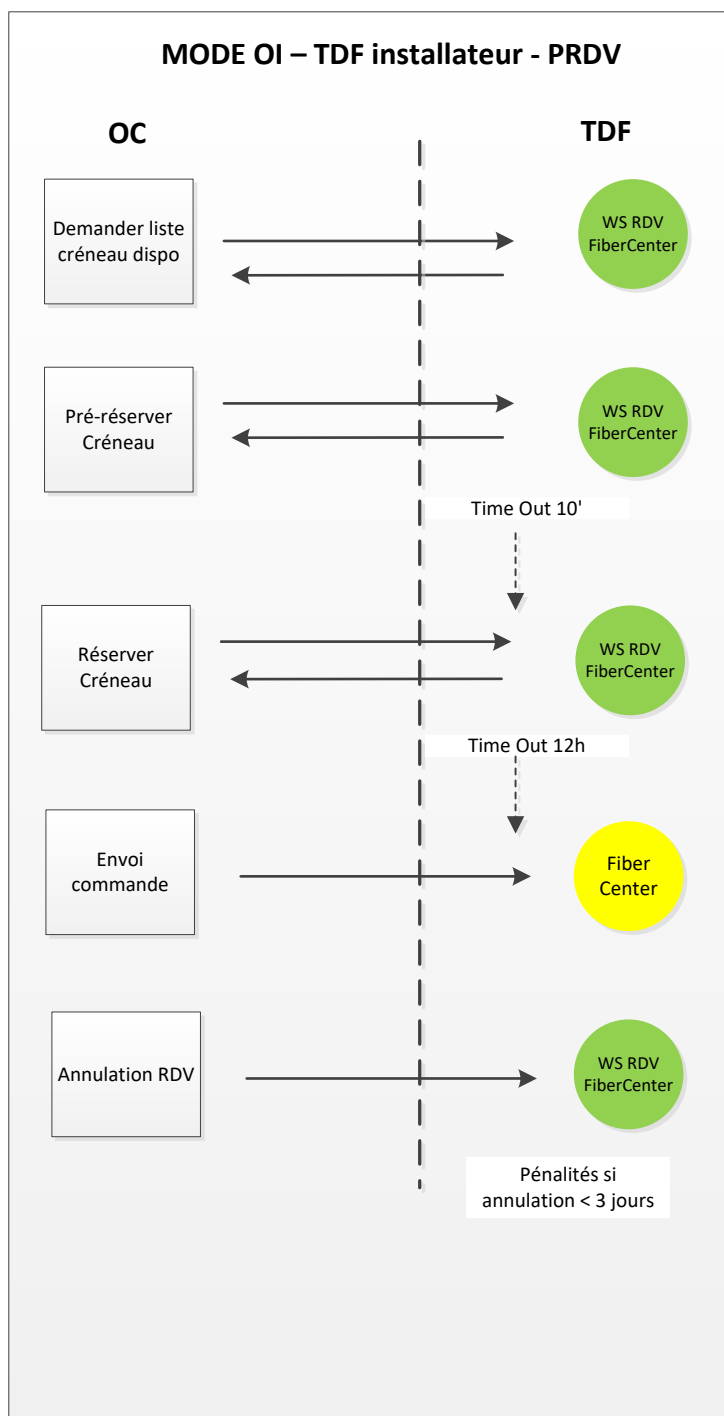 MODE OI – TDF installateur - PRDV
OC
TDF
Demander liste
créneau dispo
WS RDV
FiberCenter
Pré-réserver
Créneau
WS RDV
FiberCenter
Time Out 10'
Réserver
Créneau
WS RDV
FiberCenter
Time Out 12h
Envoi
commande
Fiber
Center
Annulation RDV
WS RDV
FiberCenter
Pénalités si
annulation < 3 jours